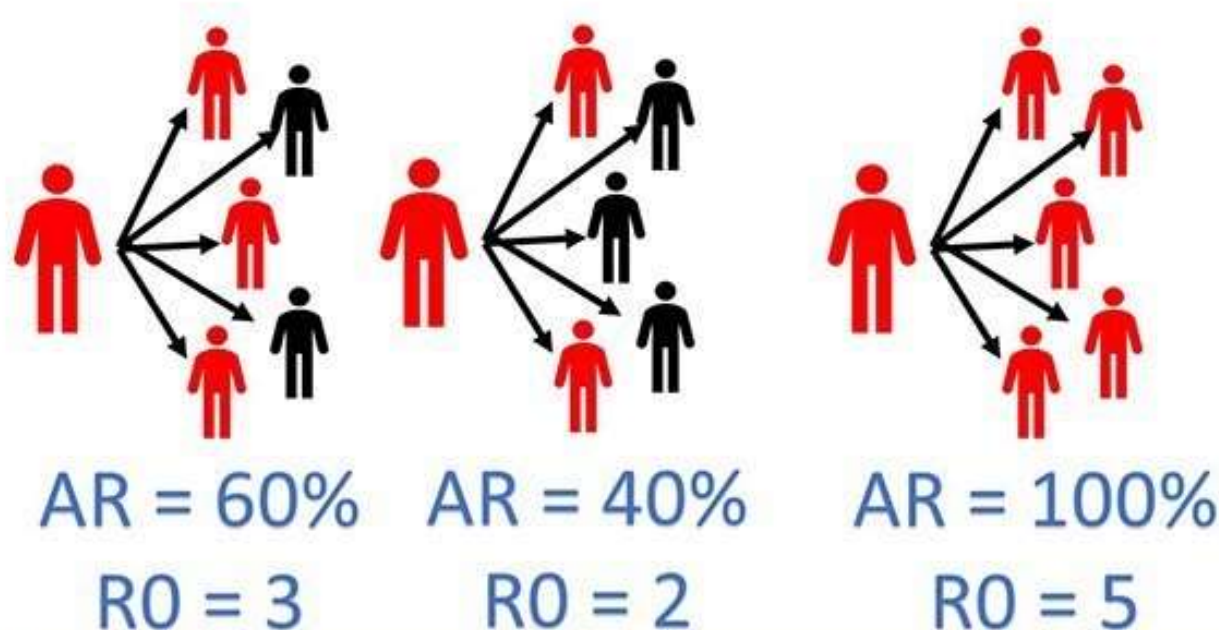 AR = 60%
R0 = 3
AR = 40%
R0 = 2
AR = 100%
R0 = 5